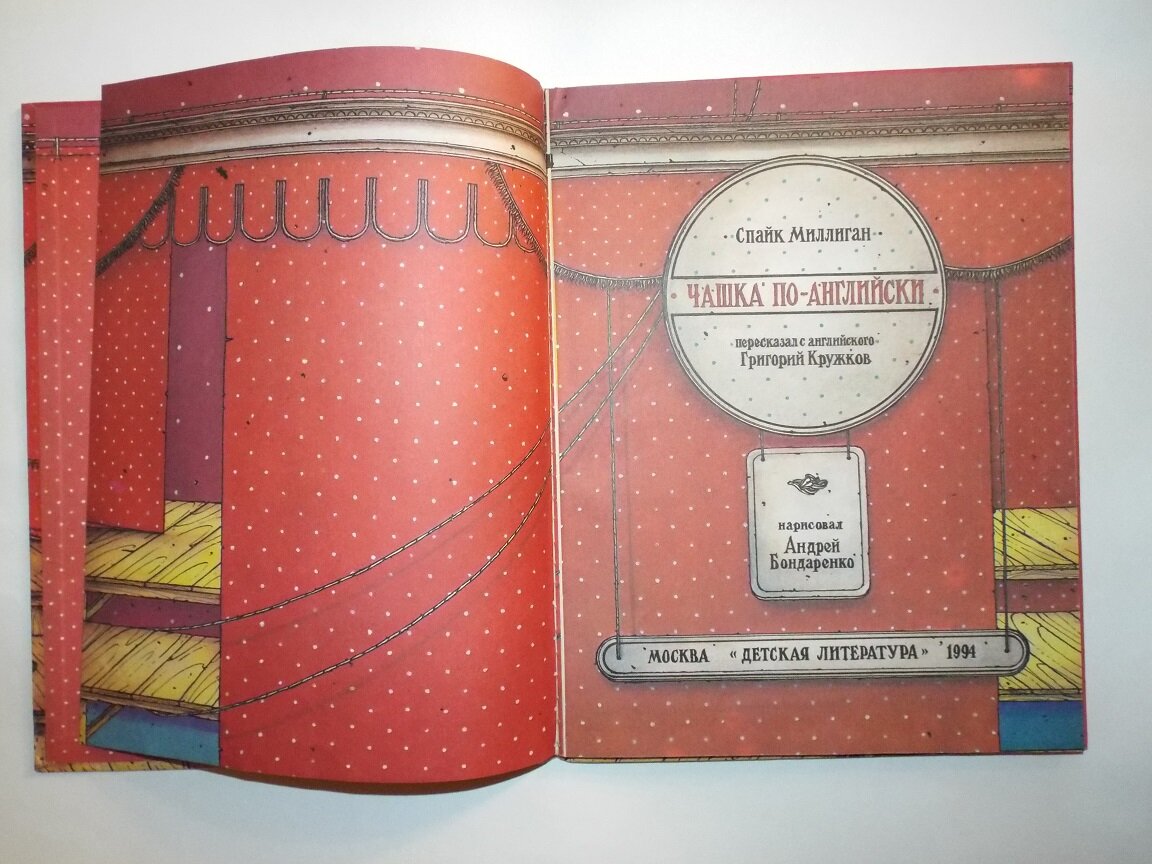 Спайк Миллиган
ЧАШКА ПО-АНГЛИЙСКИ
пересказал с английского
Григорий Кружков
нарисовал
Андрей
Бондаренко
МОСКВА «ДЕТСКАЯ ЛИТЕРАТУРА» 1994